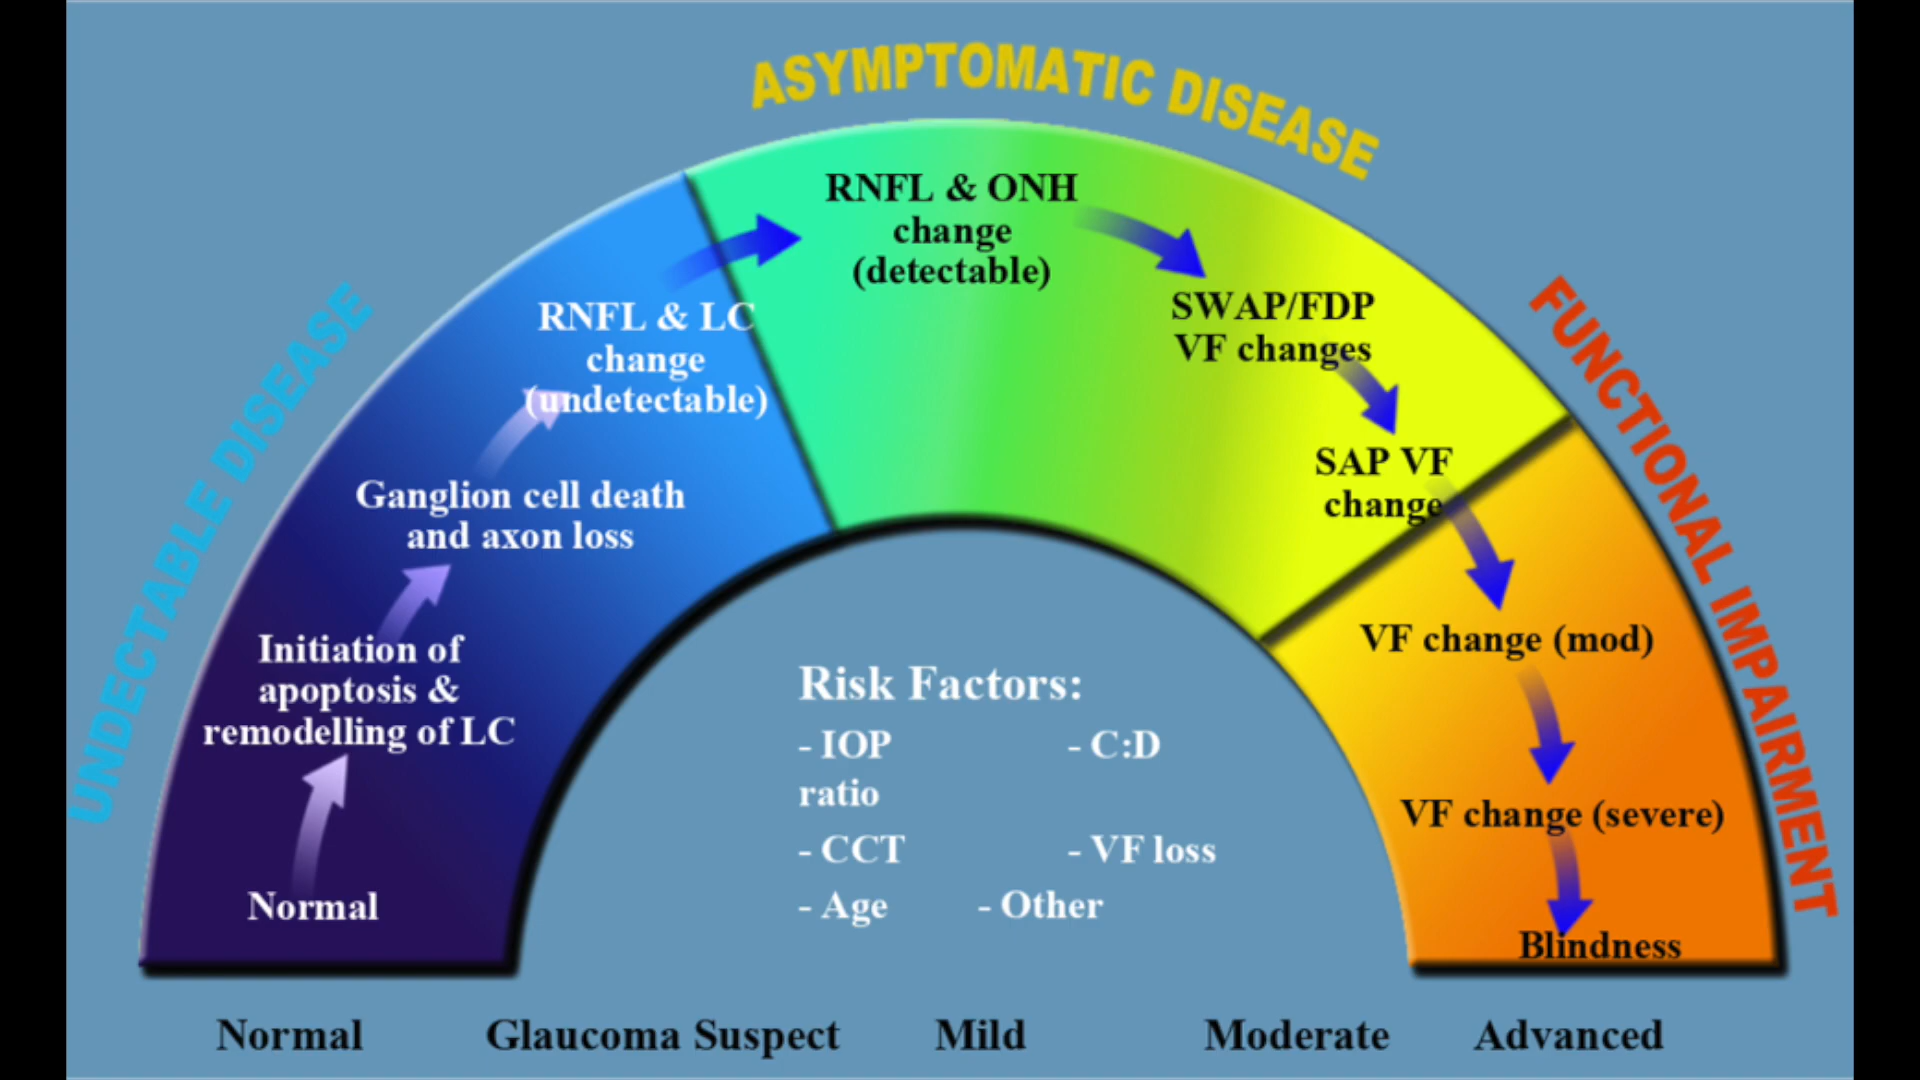 ASYMPTOMATIC DISEASE
UNDECTABLE DISEASE
FUNCTIONAL IMPAIRMENT
Normal
Initiation of
apoptosis &
remodelling of LC
Ganglion cell death
and axon loss
RNFL & LC
change
(undetectable)
RNFL & ONH
change
(detectable)
SWAP/FDP
VF changes
SAP VF
change
VF change (mod)
VF change (severe)
Blindness
Risk Factors:
- IOP - C:D
ratio
- CCT - VF loss
- Age - Other
Normal Glaucoma Suspect Mild Moderate Advanced